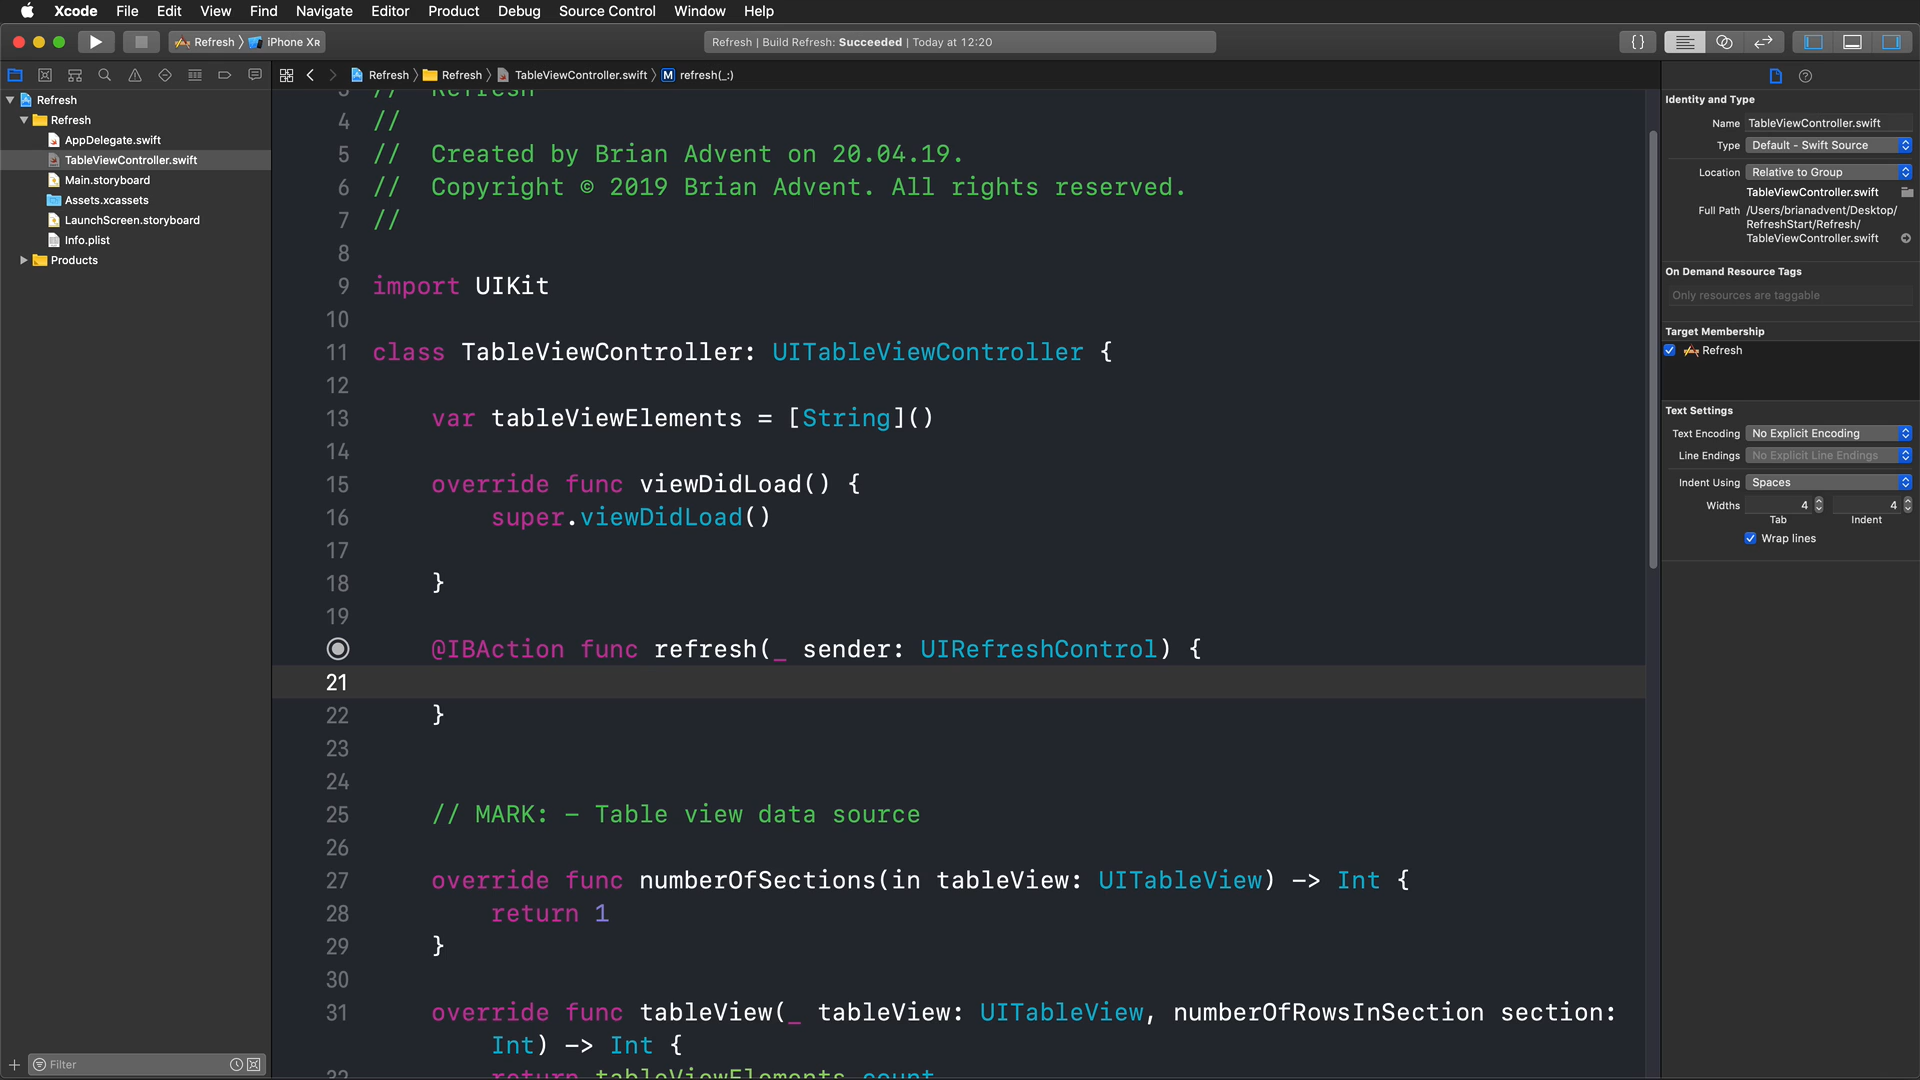 Xcode File Edit View Find Navigate Editor Product Debug Source Control Window Help
Refresh iPhone XR
Refresh | Build Refresh: Succeeded | Today at 12:20
{}
Refresh Refresh TableViewController.swift M refresh(_:)
Refresh
Refresh
AppDelegate.swift
TableViewController.swift
Main.storyboard
Assets.xcassets
LaunchScreen.storyboard
Info.plist
Products
Filter
3 // Refresh
4 //
5 // Created by Brian Advent on 20.04.19.
6 // Copyright © 2019 Brian Advent. All rights reserved.
7 //
8
9 import UIKit
10
11 class TableViewController: UITableViewController {
12
13 var tableViewElements = [String]()
14
15 override func viewDidLoad() {
16 super.viewDidLoad()
17
18 }
19
@IBAction func refresh(_ sender: UIRefreshControl) {
21
22 }
23
24
25 // MARK: - Table view data source
26
27 override func numberOfSections(in tableView: UITableView) -> Int {
28 return 1
29 }
30
31 override func tableView(_ tableView: UITableView, numberOfRowsInSection section:
Int) -> Int {
32 return tableViewElements.count
Identity and Type
Name TableViewController.swift
Type Default - Swift Source
Location Relative to Group
TableViewController.swift
Full Path /Users/brianadvent/Desktop/
RefreshStart/Refresh/
TableViewController.swift
On Demand Resource Tags
Only resources are taggable
Target Membership
Refresh
Text Settings
Text Encoding No Explicit Encoding
Line Endings No Explicit Line Endings
Indent Using Spaces
Widths 4 4
Tab Indent
Wrap lines